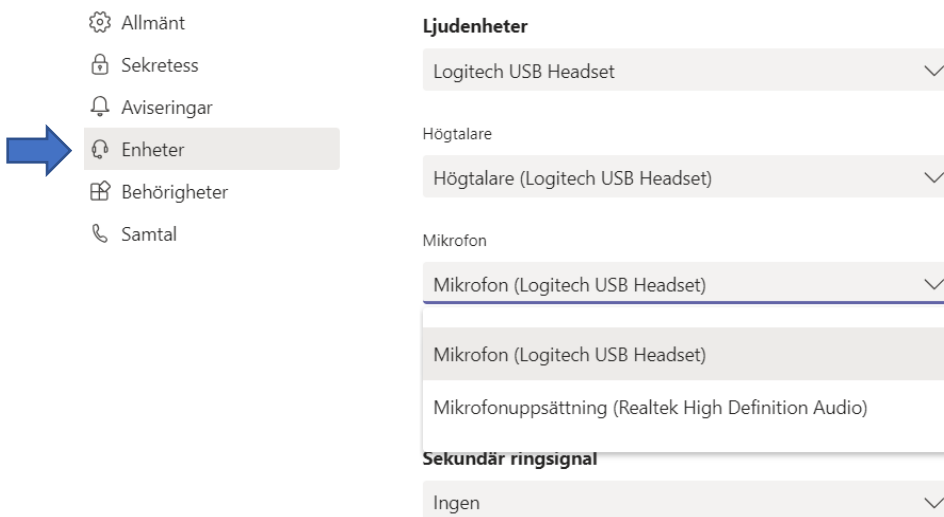 Allmänt
Sekretess
Aviseringar
Enheter
Behörigheter
Samtal
Ljudenheter
Logitech USB Headset
Högtalare
Högtalare (Logitech USB Headset)
Mikrofon
Mikrofon (Logitech USB Headset)
Mikrofon (Logitech USB Headset)
Mikrofonuppsättning (Realtek High Definition Audio)
Sekundär ringsignal
Ingen